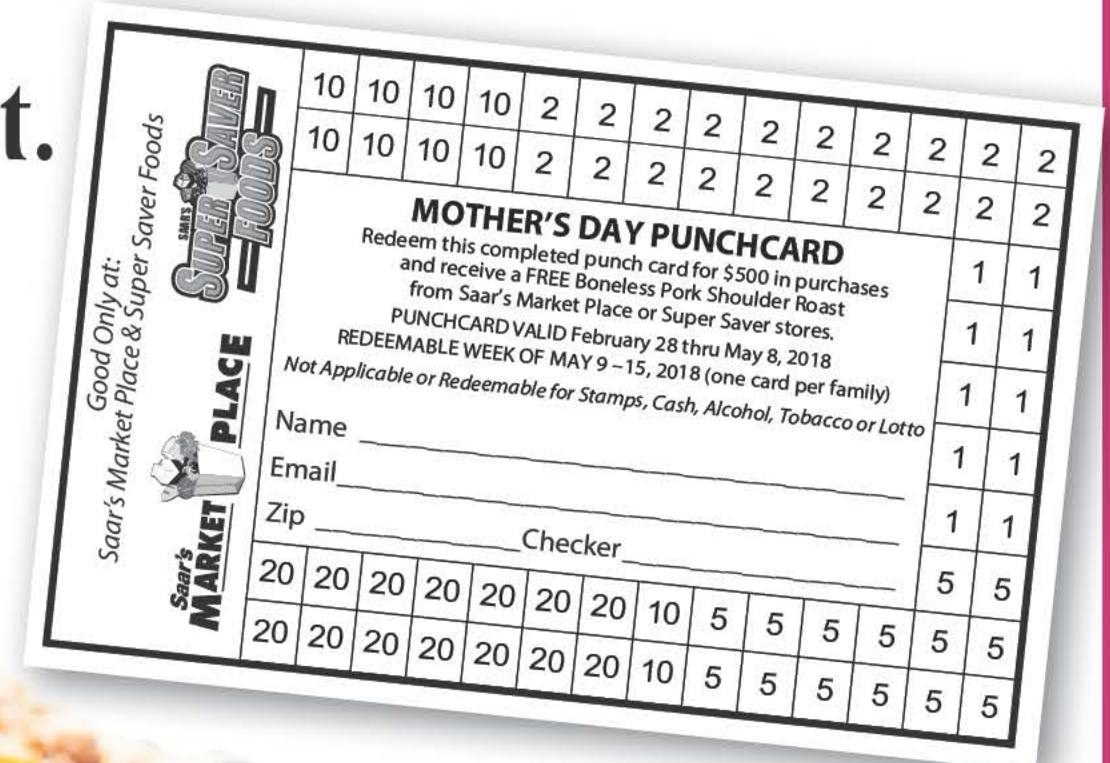 t.
Good Only at:
Saar's Market Place & Super Saver Foods
Saar's
MARKET PLACE
SAAR'S
SUPER SAVER
FOODS
10 10 10 10 2 2 2 2 2 2 2 2 2 2
10 10 10 10 2 2 2 2 2 2 2 2 2 2
MOTHER'S DAY PUNCHCARD
Redeem this completed punch card for $500 in purchases
and receive a FREE Boneless Pork Shoulder Roast
from Saar's Market Place or Super Saver stores.
PUNCHCARD VALID February 28 thru May 8, 2018
REDEEMABLE WEEK OF MAY 9 – 15, 2018 (one card per family)
Not Applicable or Redeemable for Stamps, Cash, Alcohol, Tobacco or Lotto
1 1
1 1
1 1
1 1
1 1
Name
Email
Zip Checker
5 5
20 20 20 20 20 20 20 10 5 5 5 5 5 5
20 20 20 20 20 20 20 10 5 5 5 5 5 5